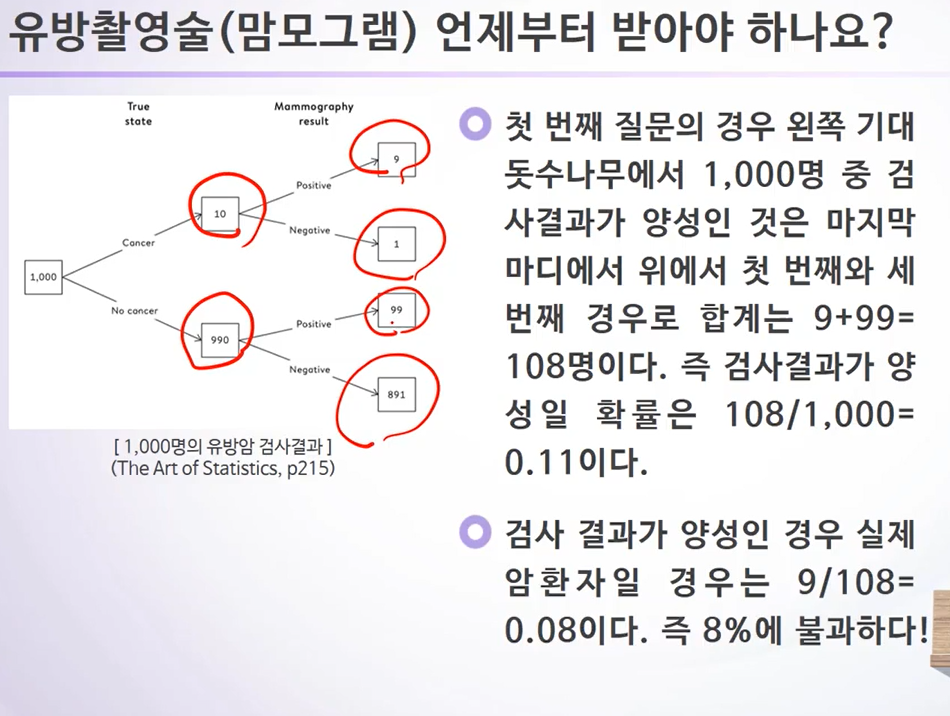 유방촬영술(맘모그램) 언제부터 받아야 하나요?
True
state
Mammography
result
9
Positive
10
Negative
1
Cancer
1,000
No cancer
99
Positive
990
Negative
891
[ 1,000명의 유방암 검사결과 ]
(The Art of Statistics, p215)
첫 번째 질문의 경우 왼쪽 기대
돗수나무에서 1,000명 중 검
사결과가 양성인 것은 마지막
마디에서 위에서 첫 번째와 세
번째 경우로 합계는 9+99=
108명이다. 즉 검사결과가 양
성일 확률은 108/1,000=
0.11이다.
검사 결과가 양성인 경우 실제
암환자일 경우는 9/108=
0.08이다. 즉 8%에 불과하다!